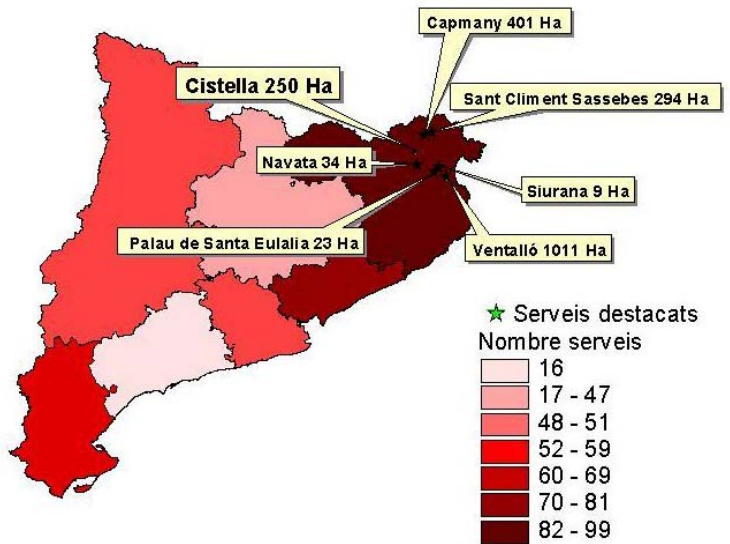 Capmany 401 Ha
Cistella 250 Ha
Sant Climent Sassebes 294 Ha
Navata 34 Ha
Siurana 9 Ha
Palau de Santa Eulalia 23 Ha
Ventalló 1011 Ha
Serveis destacats
Nombre serveis
16
17 - 47
48 - 51
52 - 59
60 - 69
70 - 81
82 - 99